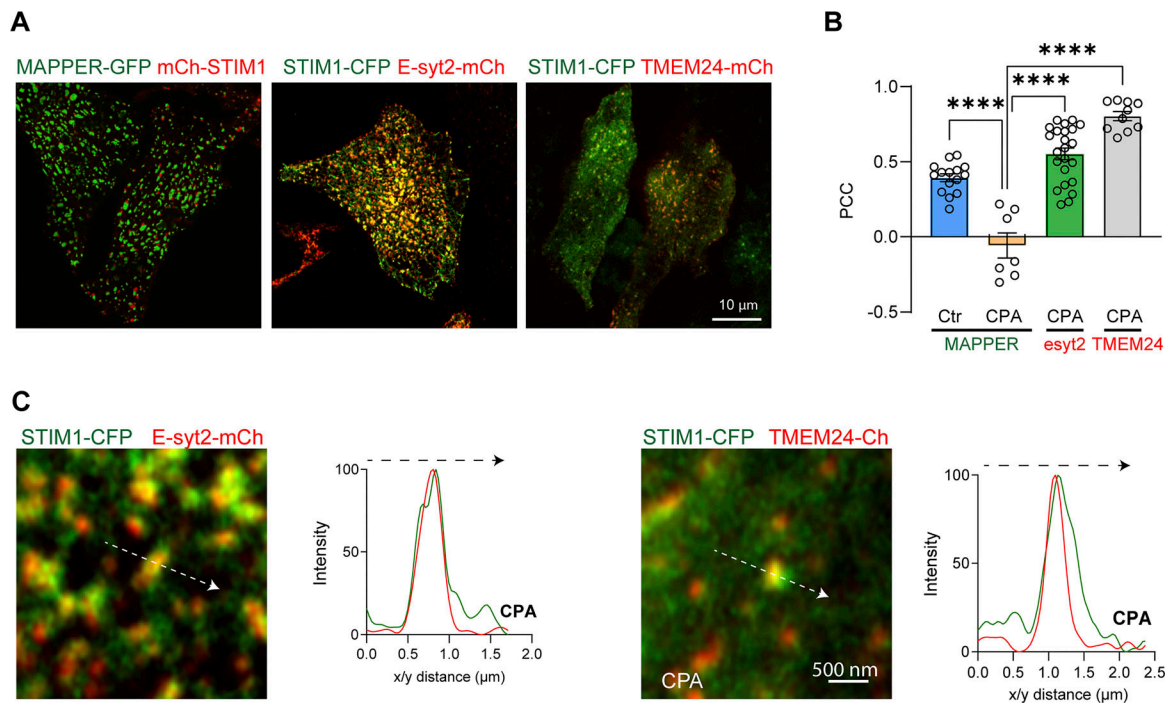 A
MAPPER-GFP mCh-STIM1
STIM1-CFP E-syt2-mCh
STIM1-CFP TMEM24-mCh
10 µm
B
PCC
1.0
0.5
0.0
-0.5
****
****
****
Ctr CPA CPA CPA
MAPPER esyt2 TMEM24
C
STIM1-CFP E-syt2-mCh
Intensity
100
50
0
CPA
0.0 0.5 1.0 1.5 2.0
x/y distance (µm)
STIM1-CFP TMEM24-Ch
CPA
500 nm
Intensity
100
50
0
CPA
0.0 0.5 1.0 1.5 2.0 2.5
x/y distance (µm)